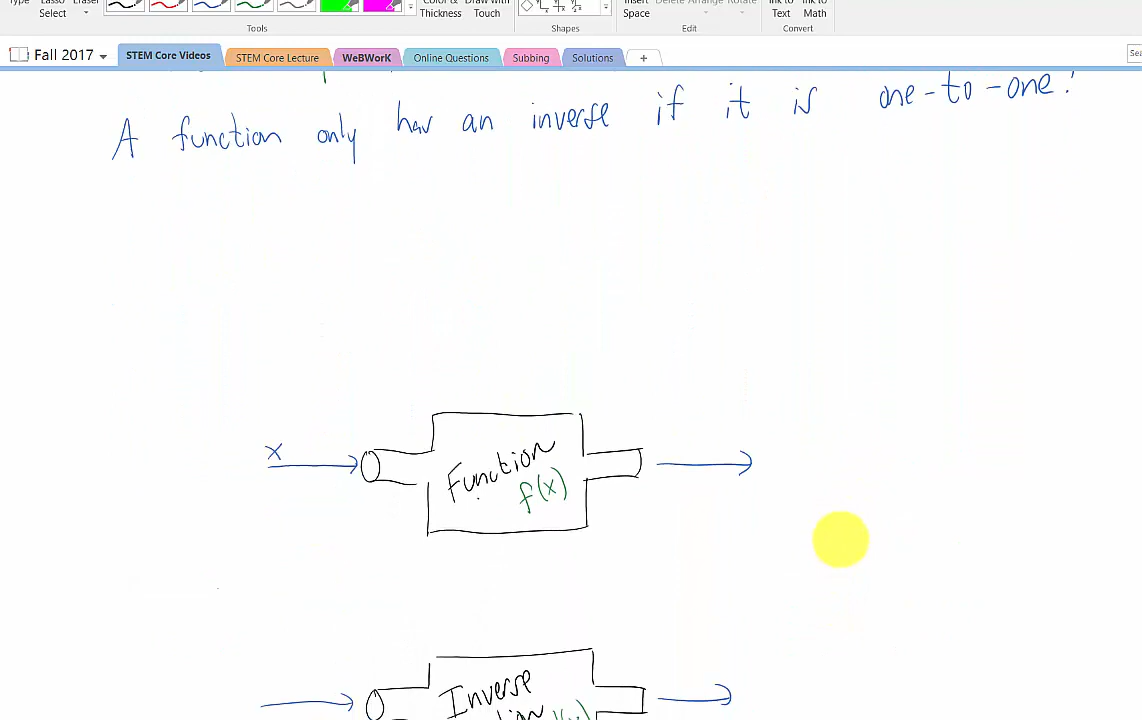 Type Lasso Select Eraser Color & Thickness Draw with Touch Shapes Insert Space Delete Arrange Rotate Ink to Text Ink to Math
Tools Shapes Edit Convert
Fall 2017 STEM Core Videos STEM Core Lecture WeBWorK Online Questions Subbing Solutions + Sea
A function only has an inverse if it is one-to-one!
x
Function
f(x)
Inverse